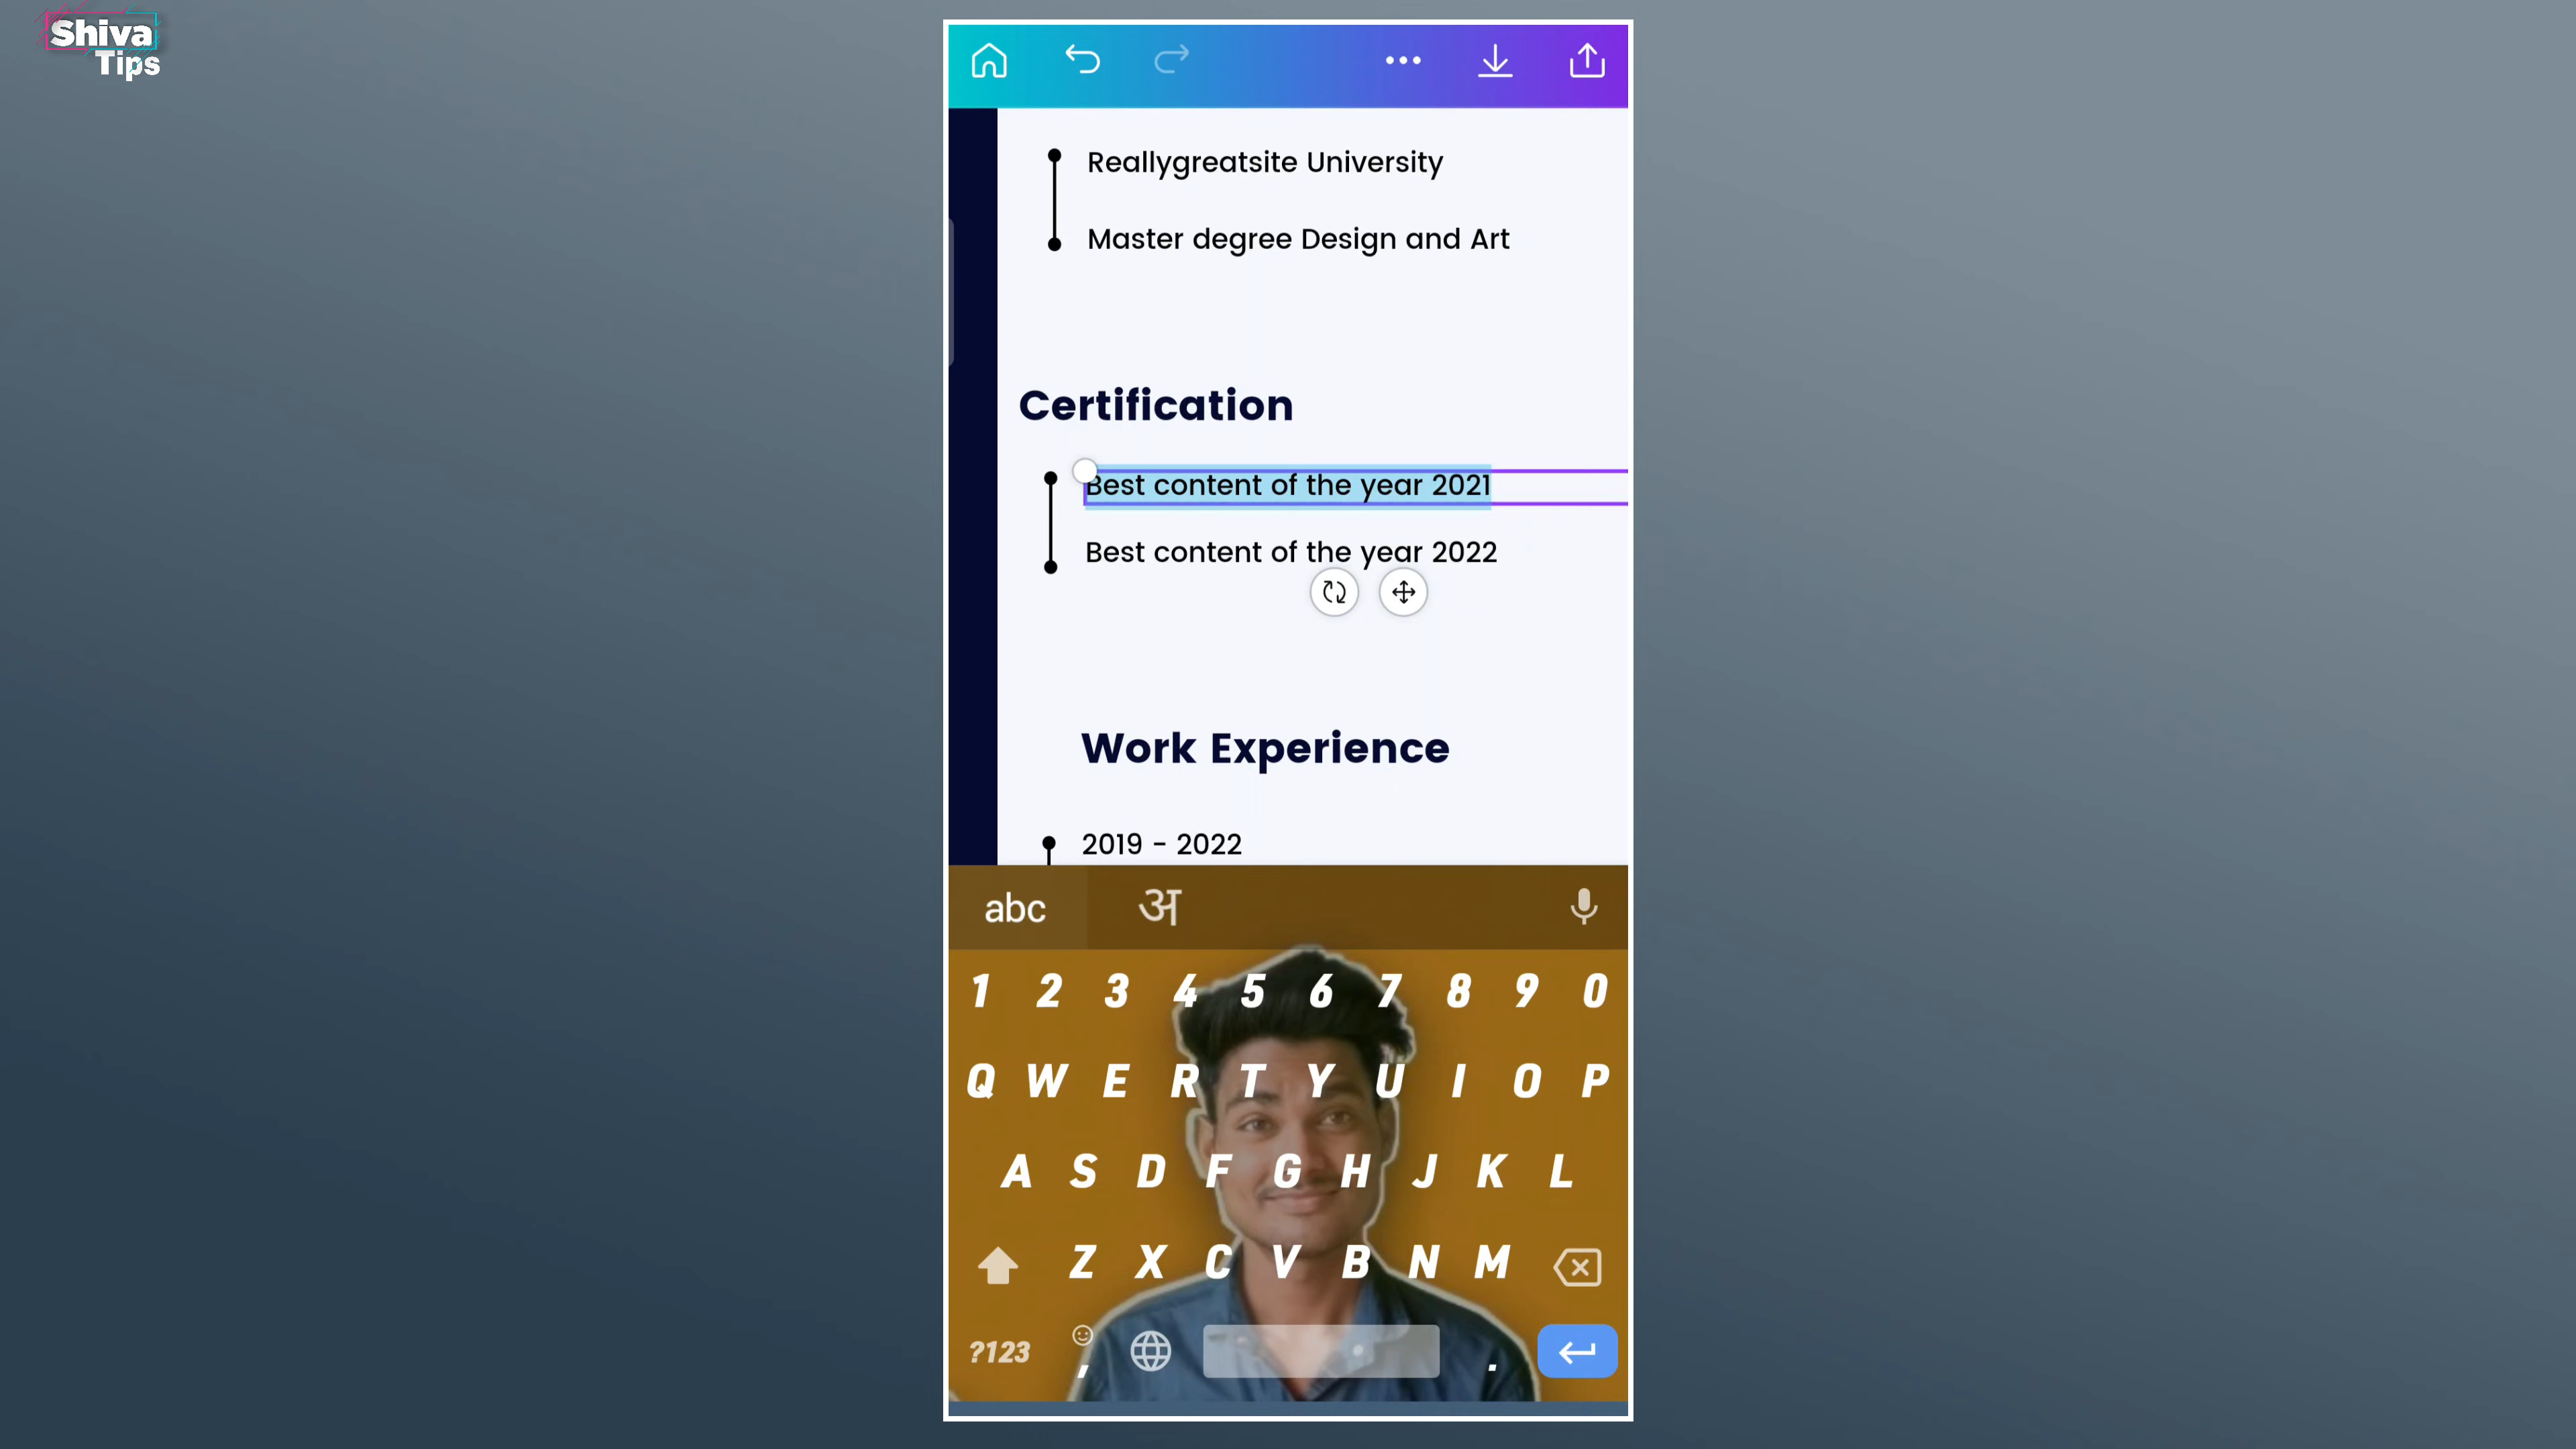 Shiva
Tips
Reallygreatsite University
Master degree Design and Art
Certification
Best content of the year 2021
Best content of the year 2022
Work Experience
2019 - 2022
abc अ
1 2 3 4 5 6 7 8 9 0
Q W E R T Y U I O P
A S D F G H J K L
Z X C V B N M
?123 , .